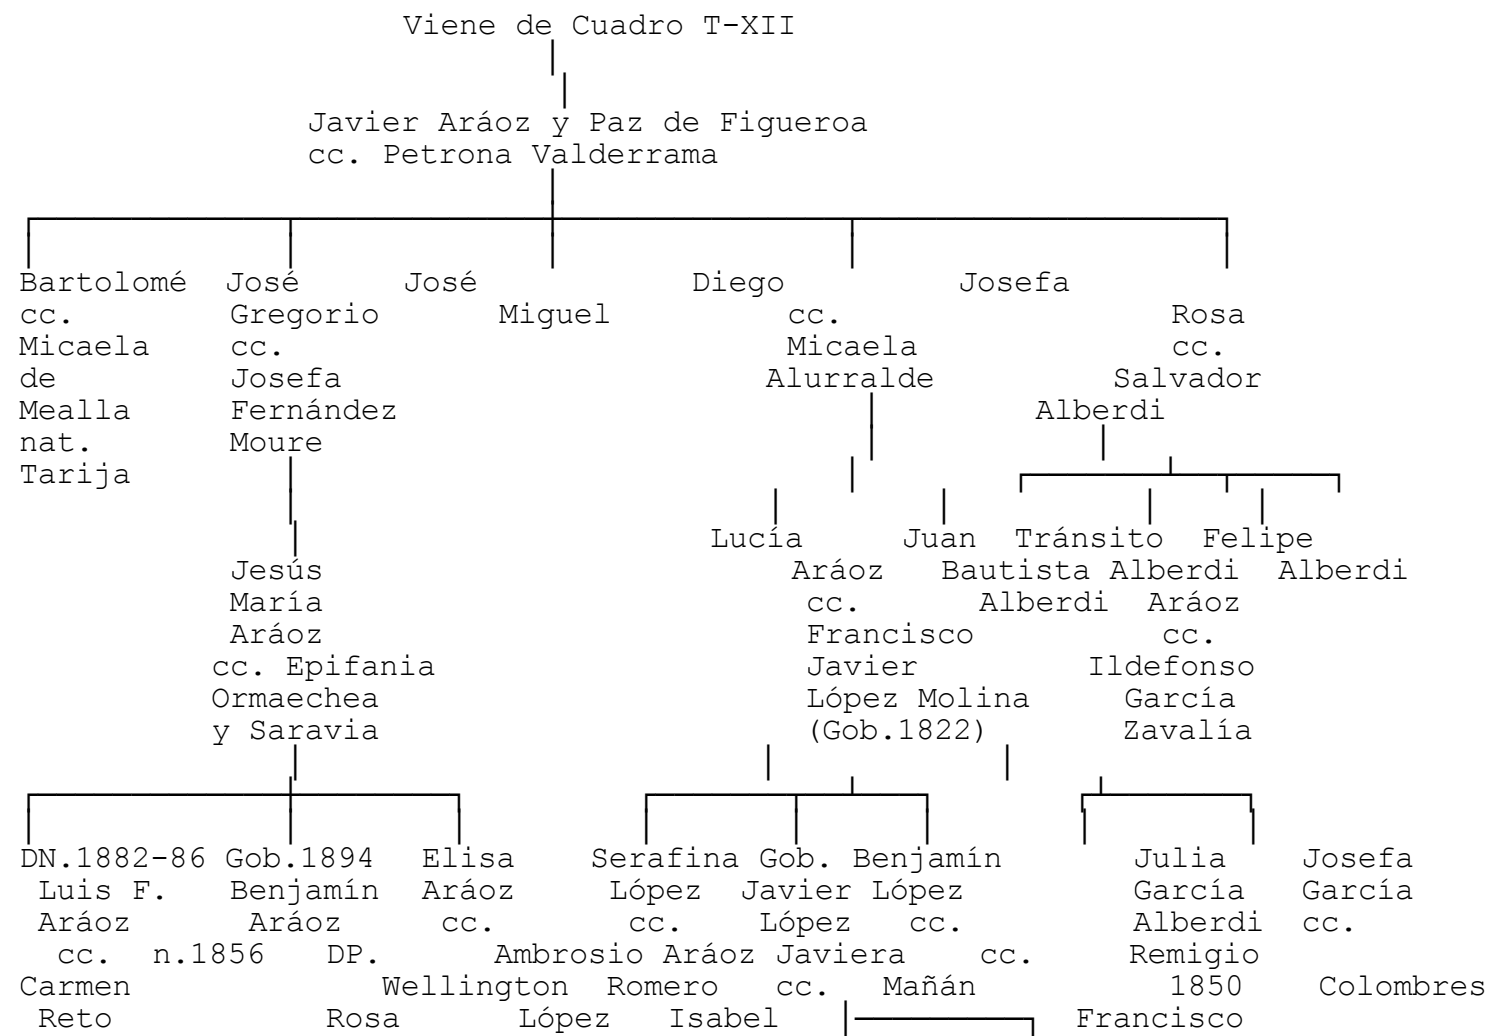 Viene de Cuadro T-XII
Javier Aráoz y Paz de Figueroa
cc. Petrona Valderrama
Bartolomé José José Diego Josefa
cc. Gregorio Miguel cc. Rosa
Micaela cc. Micaela cc.
de Josefa Alurralde Salvador
Mealla Fernández Alberdi
nat. Moure
Tarija
Lucía Juan Tránsito Felipe
Jesús Aráoz Bautista Alberdi Alberdi
María cc. Alberdi Aráoz
Aráoz Francisco cc.
cc. Epifania Javier Ildefonso
Ormaechea López Molina García
y Saravia (Gob.1822) Zavalía
DN.1882-86 Gob.1894 Elisa Serafina Gob. Benjamín Julia Josefa
Luis F. Benjamín Aráoz López Javier López García García
Aráoz Aráoz cc. cc. López cc. Alberdi cc.
cc. n.1856 DP. Ambrosio Aráoz Javiera cc. Remigio
Carmen Wellington Romero cc. Mañán 1850 Colombres
Reto Rosa López Isabel Francisco